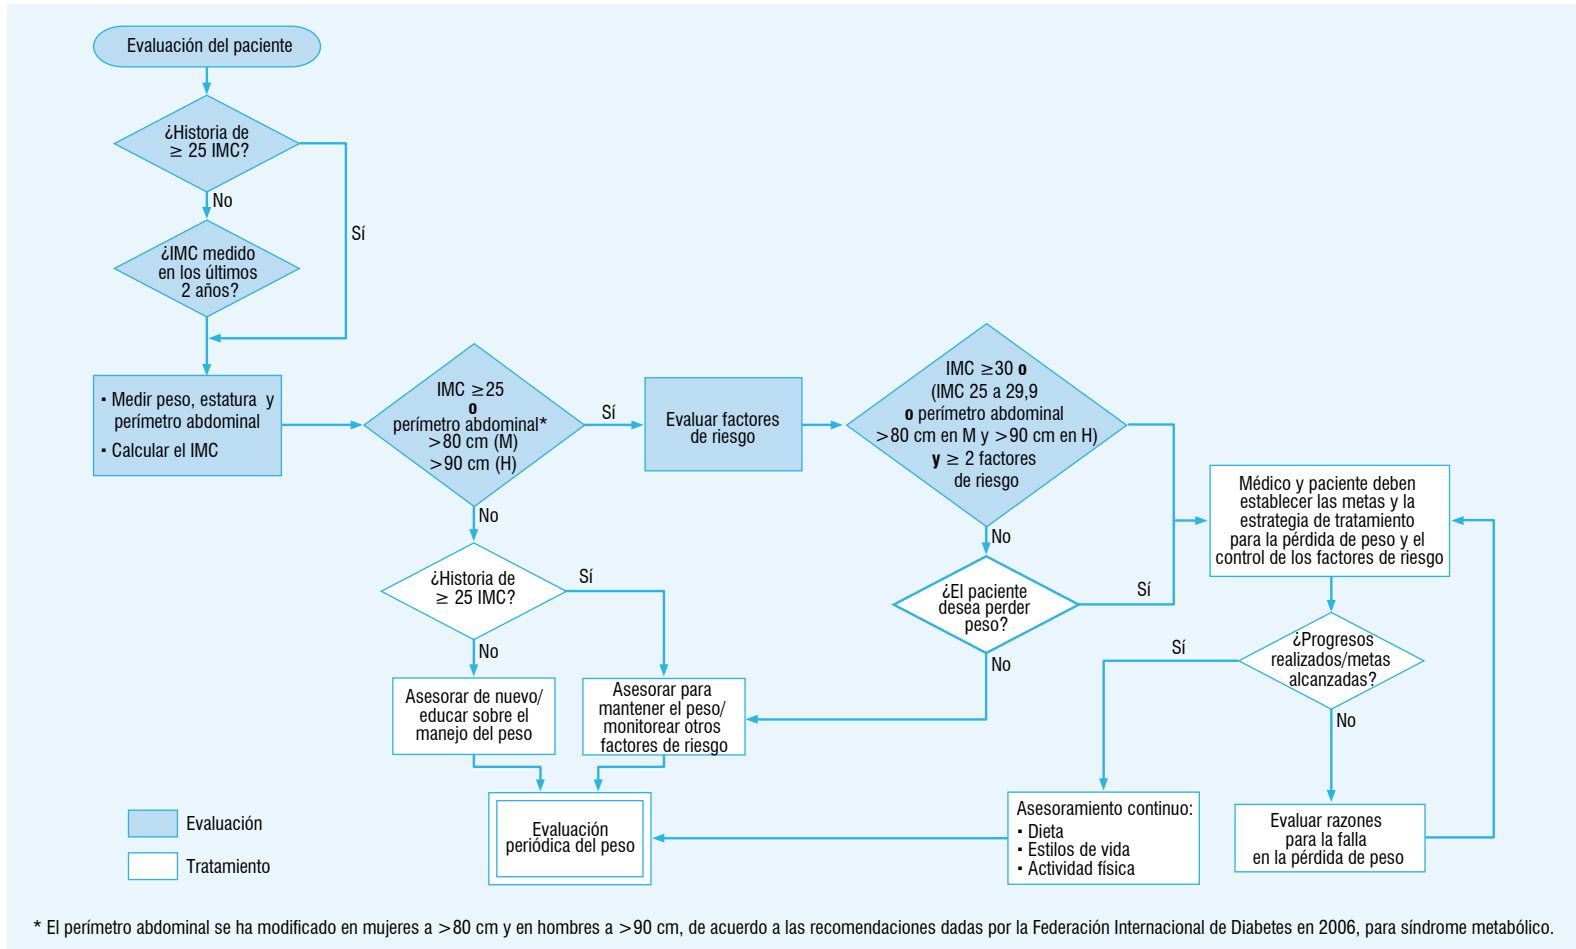 Evaluación del paciente
¿Historia de
≥ 25 IMC?
No
Sí
¿IMC medido
en los últimos
2 años?
▪ Medir peso, estatura y
perímetro abdominal
▪ Calcular el IMC
IMC ≥25
o
perímetro abdominal*
>80 cm (M)
>90 cm (H)
Sí
No
Evaluar factores
de riesgo
IMC ≥30 o
(IMC 25 a 29,9
o perímetro abdominal
>80 cm en M y >90 cm en H)
y ≥ 2 factores
de riesgo
No
¿Historia de
≥ 25 IMC?
Sí
No
¿El paciente
desea perder
peso?
Sí
No
Médico y paciente deben
establecer las metas y la
estrategia de tratamiento
para la pérdida de peso y el
control de los factores de riesgo
¿Progresos
realizados/metas
alcanzadas?
Sí
No
Asesorar de nuevo/
educar sobre el
manejo del peso
Asesorar para
mantener el peso/
monitorear otros
factores de riesgo
Evaluación
periódica del peso
Asesoramiento continuo:
▪ Dieta
▪ Estilos de vida
▪ Actividad física
Evaluar razones
para la falla
en la pérdida de peso
Evaluación
Tratamiento
* El perímetro abdominal se ha modificado en mujeres a >80 cm y en hombres a >90 cm, de acuerdo a las recomendaciones dadas por la Federación Internacional de Diabetes en 2006, para síndrome metabólico.